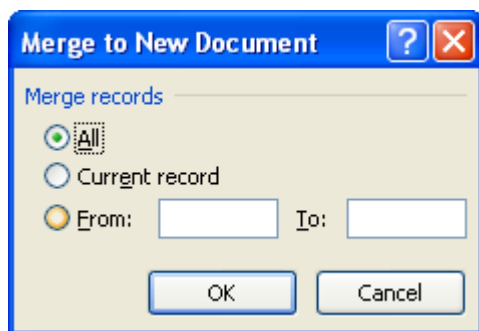 Merge to New Document
Merge records
All
Current record
From: To:
OK Cancel